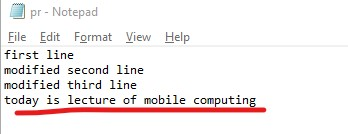 pr - Notepad
File Edit Format View Help
first line
modified second line
modified third line
today is lecture of mobile computing